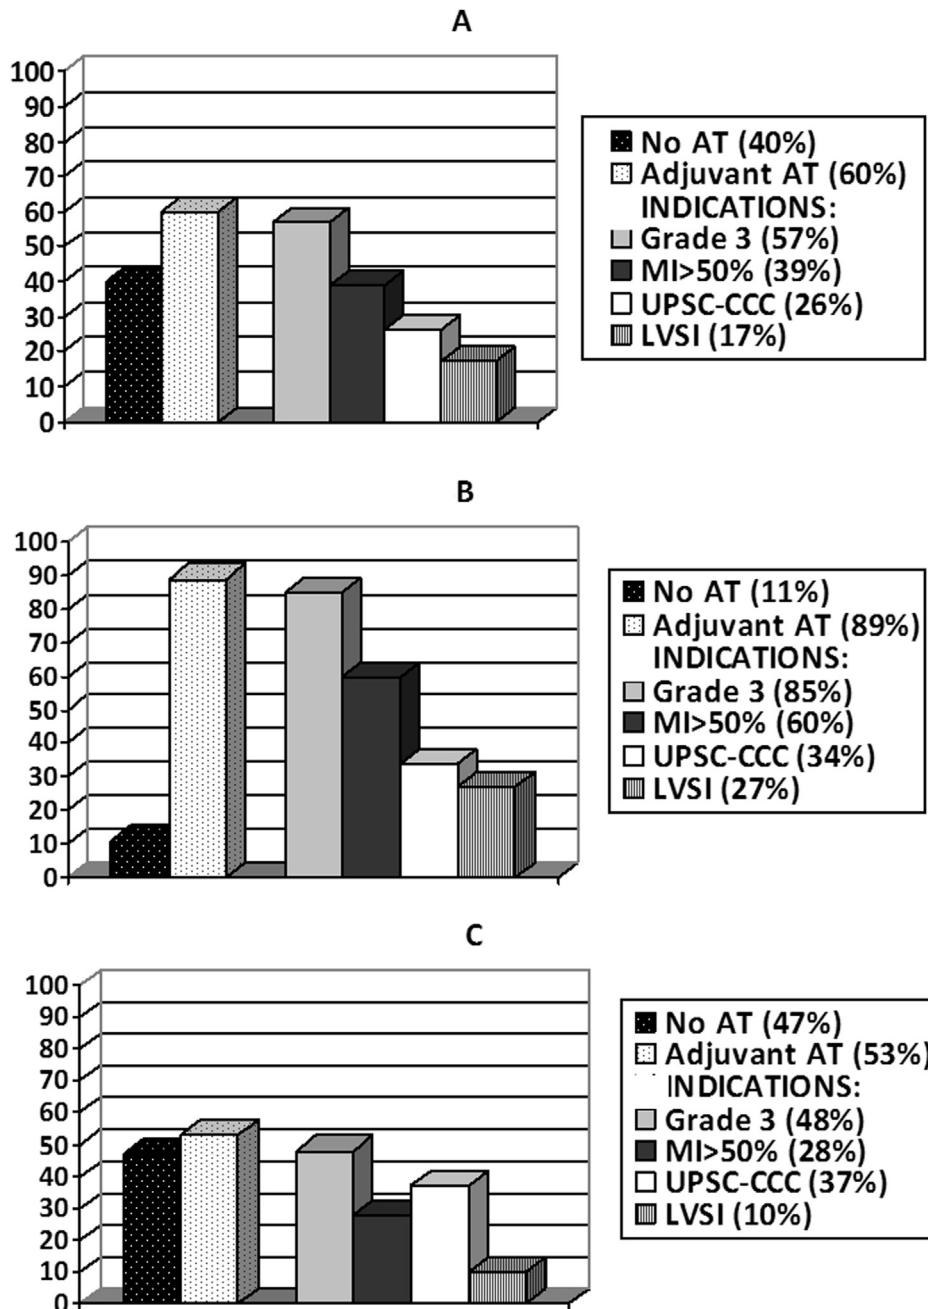 A
100
90
80
70
60
50
40
30
20
10
0
No AT (40%)
Adjuvant AT (60%)
INDICATIONS:
Grade 3 (57%)
MI>50% (39%)
UPSC-CCC (26%)
LVSI (17%)
B
100
90
80
70
60
50
40
30
20
10
0
No AT (11%)
Adjuvant AT (89%)
INDICATIONS:
Grade 3 (85%)
MI>50% (60%)
UPSC-CCC (34%)
LVSI (27%)
C
100
90
80
70
60
50
40
30
20
10
0
No AT (47%)
Adjuvant AT (53%)
INDICATIONS:
Grade 3 (48%)
MI>50% (28%)
UPSC-CCC (37%)
LVSI (10%)